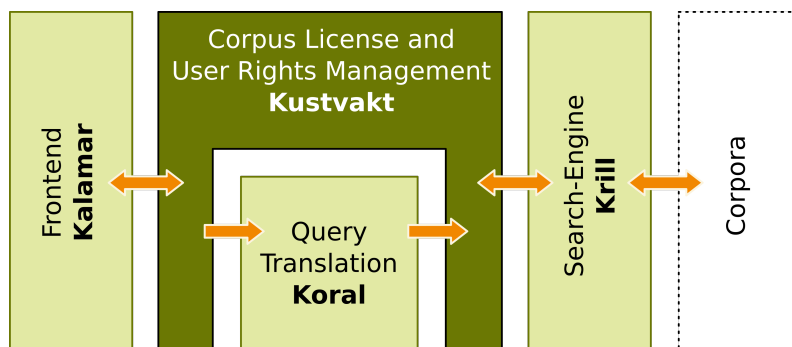 Frontend
Kalamar
Corpus License and
User Rights Management
Kustvakt
Query
Translation
Koral
Search-Engine
Krill
Corpora